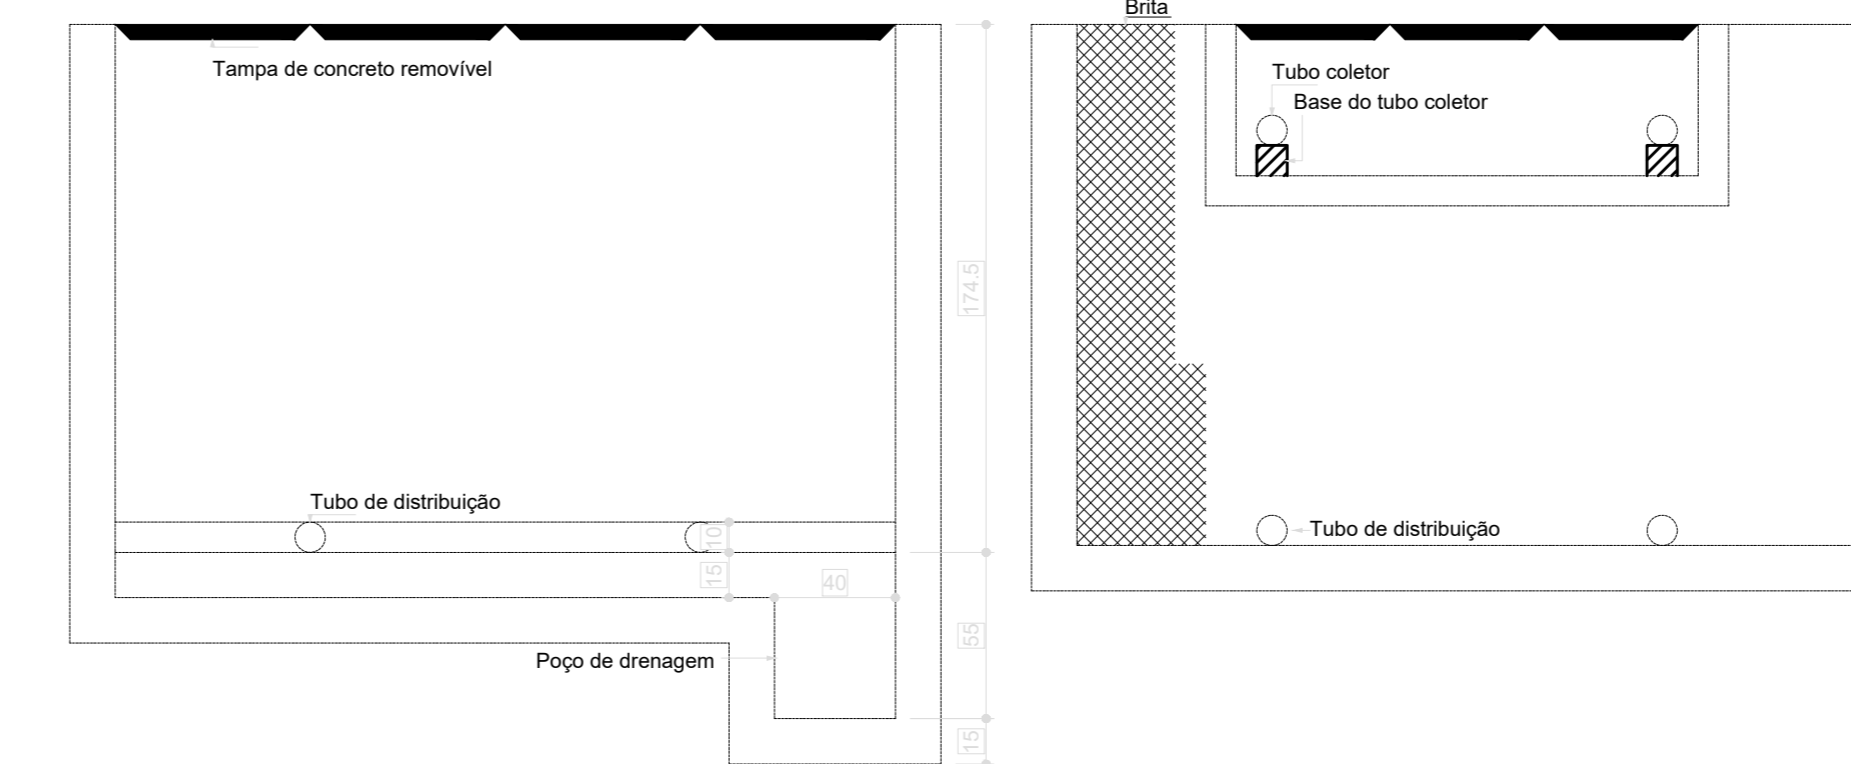 Brita
Tampa de concreto removível
Tubo coletor
Base do tubo coletor
174.5
Tubo de distribuição
10
Tubo de distribuição
15
40
55
Poço de drenagem
15